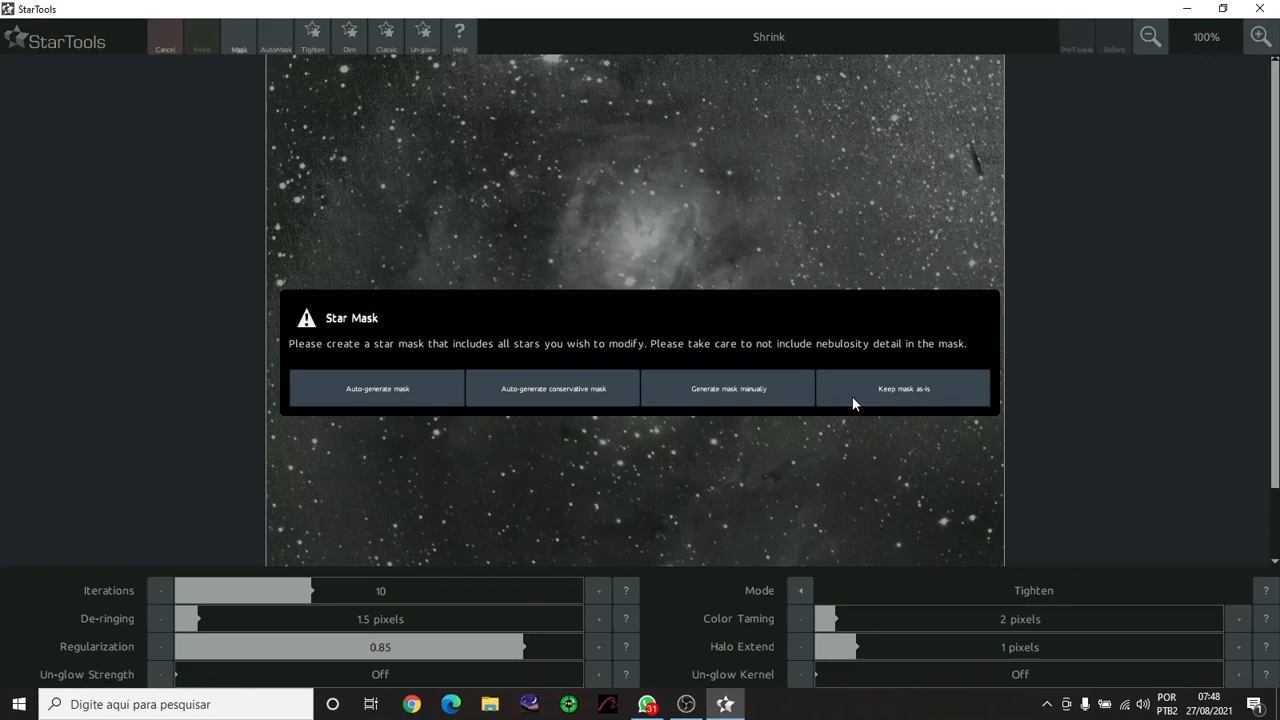 StarTools
StarTools
Cancel
Keep
Mask
AutoMask
Tighten
Dim
Classic
Un-glow
?
Help
Shrink
PreTweak
Before
100%
Star Mask
Please create a star mask that includes all stars you wish to modify. Please take care to not include nebulosity detail in the mask.
Auto-generate mask
Auto-generate conservative mask
Generate mask manually
Keep mask as-is
Iterations - 10 + ?
Mode Tighten ?
De-ringing - 1.5 pixels + ?
Color Taming - 2 pixels + ?
Regularization - 0.85 + ?
Halo Extend - 1 pixels + ?
Un-glow Strength - Off + ?
Un-glow Kernel - Off + ?
Digite aqui para pesquisar
31
POR
PTB2
07:48
27/08/2021
1